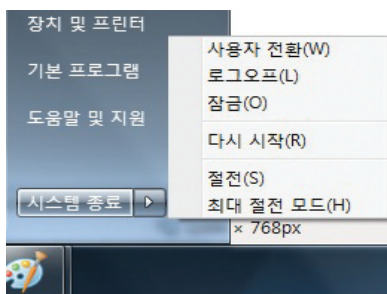 장치 및 프린터
기본 프로그램
도움말 및 지원
시스템 종료
사용자 전환(W)
로그오프(L)
잠금(O)
다시 시작(R)
절전(S)
최대 절전 모드(H)
× 768px